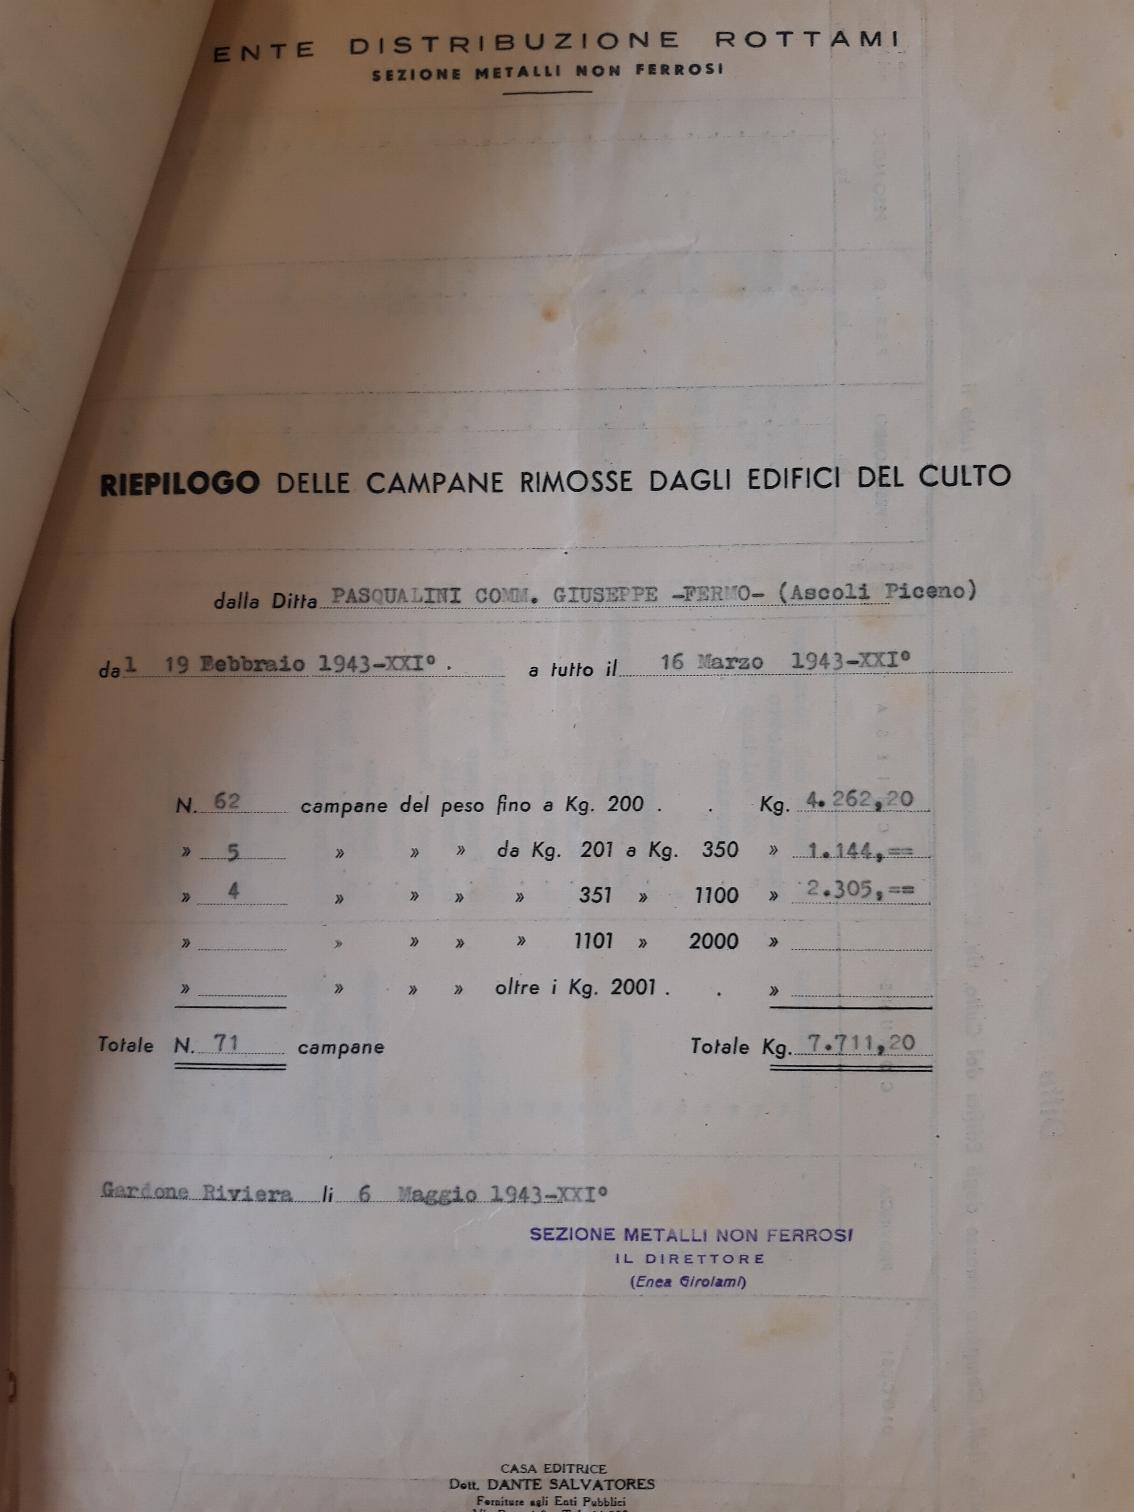 ENTE DISTRIBUZIONE ROTTAMI
SEZIONE METALLI NON FERROSI
RIEPILOGO DELLE CAMPANE RIMOSSE DAGLI EDIFICI DEL CULTO
dalla Ditta PASQUALINI COMM. GIUSEPPE -FERMO- (Ascoli Piceno)
dal 19 Febbraio 1943-XXI° . a tutto il 16 Marzo 1943-XXI°
N. 62 campane del peso fino a Kg. 200 . . Kg. 4.262,20
» 5 » » » da Kg. 201 a Kg. 350 » 1.144,==
» 4 » » » » 351 » 1100 » 2.305,==
» » » » » 1101 » 2000 »
» » » » oltre i Kg. 2001 . . »
Totale N. 71 campane Totale Kg. 7.711,20
Gardone Riviera li 6 Maggio 1943-XXI°
SEZIONE METALLI NON FERROSI
IL DIRETTORE
(Enea Girolami)
CASA EDITRICE
Dott. DANTE SALVATORES
Forniture agli Enti Pubblici